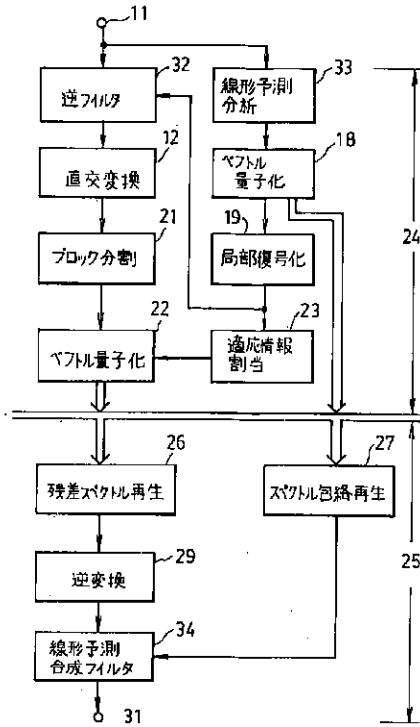 11
32
逆フィルタ
33
線形予測
分析
12
直交変換
18
ベクトル
量子化
21
ブロック分割
19
局部復号化
24
22
ベクトル量子化
23
適応情報
割当
26
残差スペクトル再生
27
スペクトル包絡再生
25
29
逆変換
34
線形予測
合成フィルタ
31